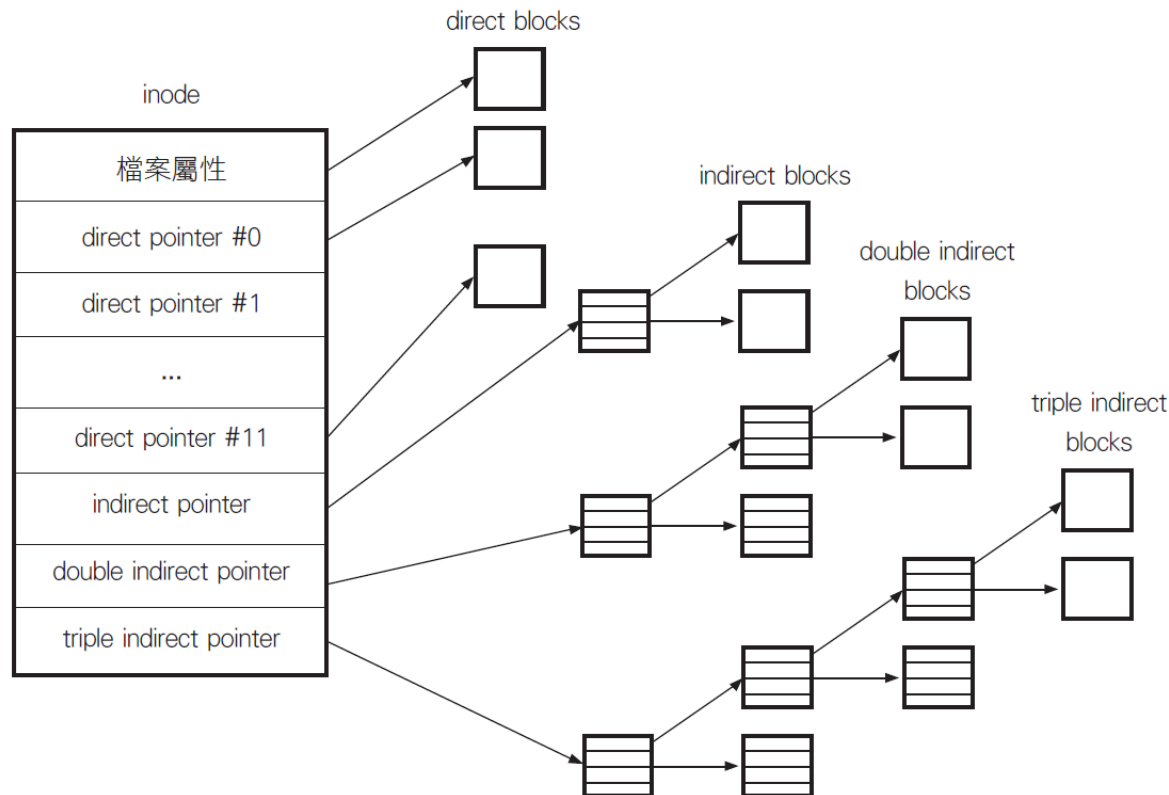 inode
檔案屬性
direct pointer #0
direct pointer #1
...
direct pointer #11
indirect pointer
double indirect pointer
triple indirect pointer
direct blocks
indirect blocks
double indirect
blocks
triple indirect
blocks